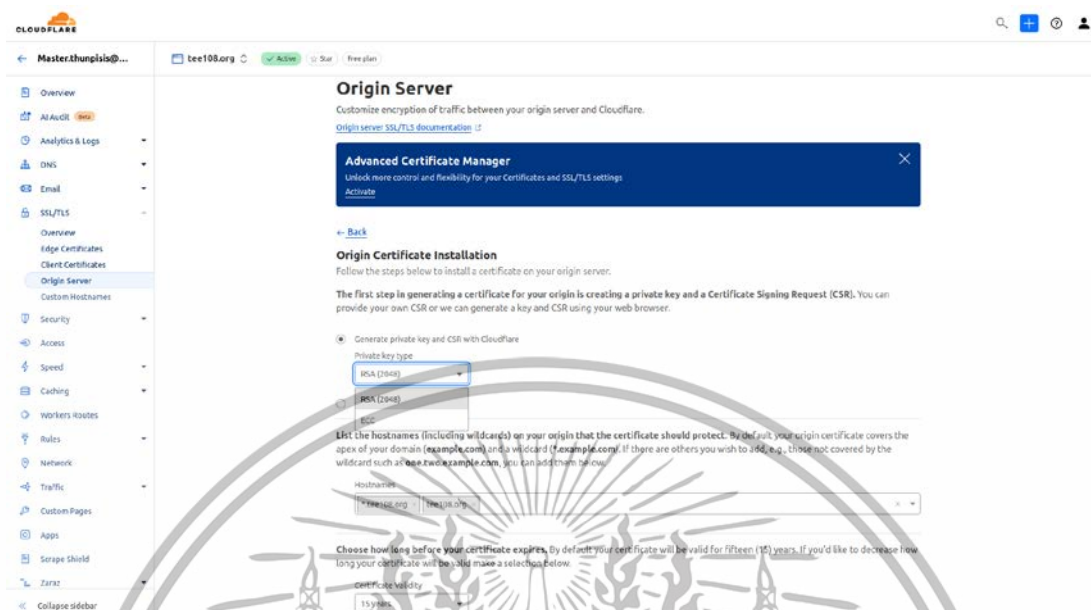 CLOUDFLARE
Master.thunpisis@...
tee108.org
Active
Star
Free plan
Overview
AI Audit Beta
Analytics & Logs
DNS
Email
SSL/TLS
Overview
Edge Certificates
Client Certificates
Origin Server
Custom Hostnames
Security
Access
Speed
Caching
Workers Routes
Rules
Network
Traffic
Custom Pages
Apps
Scrape Shield
Zaraz
Collapse sidebar
Origin Server
Customize encryption of traffic between your origin server and Cloudflare.
Origin server SSL/TLS documentation
Advanced Certificate Manager
Unlock more control and flexibility for your Certificates and SSL/TLS settings
Activate
← Back
Origin Certificate Installation
Follow the steps below to install a certificate on your origin server.
The first step in generating a certificate for your origin is creating a private key and a Certificate Signing Request (CSR). You can
provide your own CSR or we can generate a key and CSR using your web browser.
Generate private key and CSR with Cloudflare
Private key type
RSA (2048)
RSA (2048)
ECC
List the hostnames (including wildcards) on your origin that the certificate should protect. By default your origin certificate covers the
apex of your domain (example.com) and a wildcard (*.example.com). If there are others you wish to add, e.g., those not covered by the
wildcard such as one.two.example.com, you can add them below.
Hostnames
*.tee108.org
tee108.org
Choose how long before your certificate expires. By default your certificate will be valid for fifteen (15) years. If you'd like to decrease how
long your certificate will be valid make a selection below.
Certificate Validity
15 years